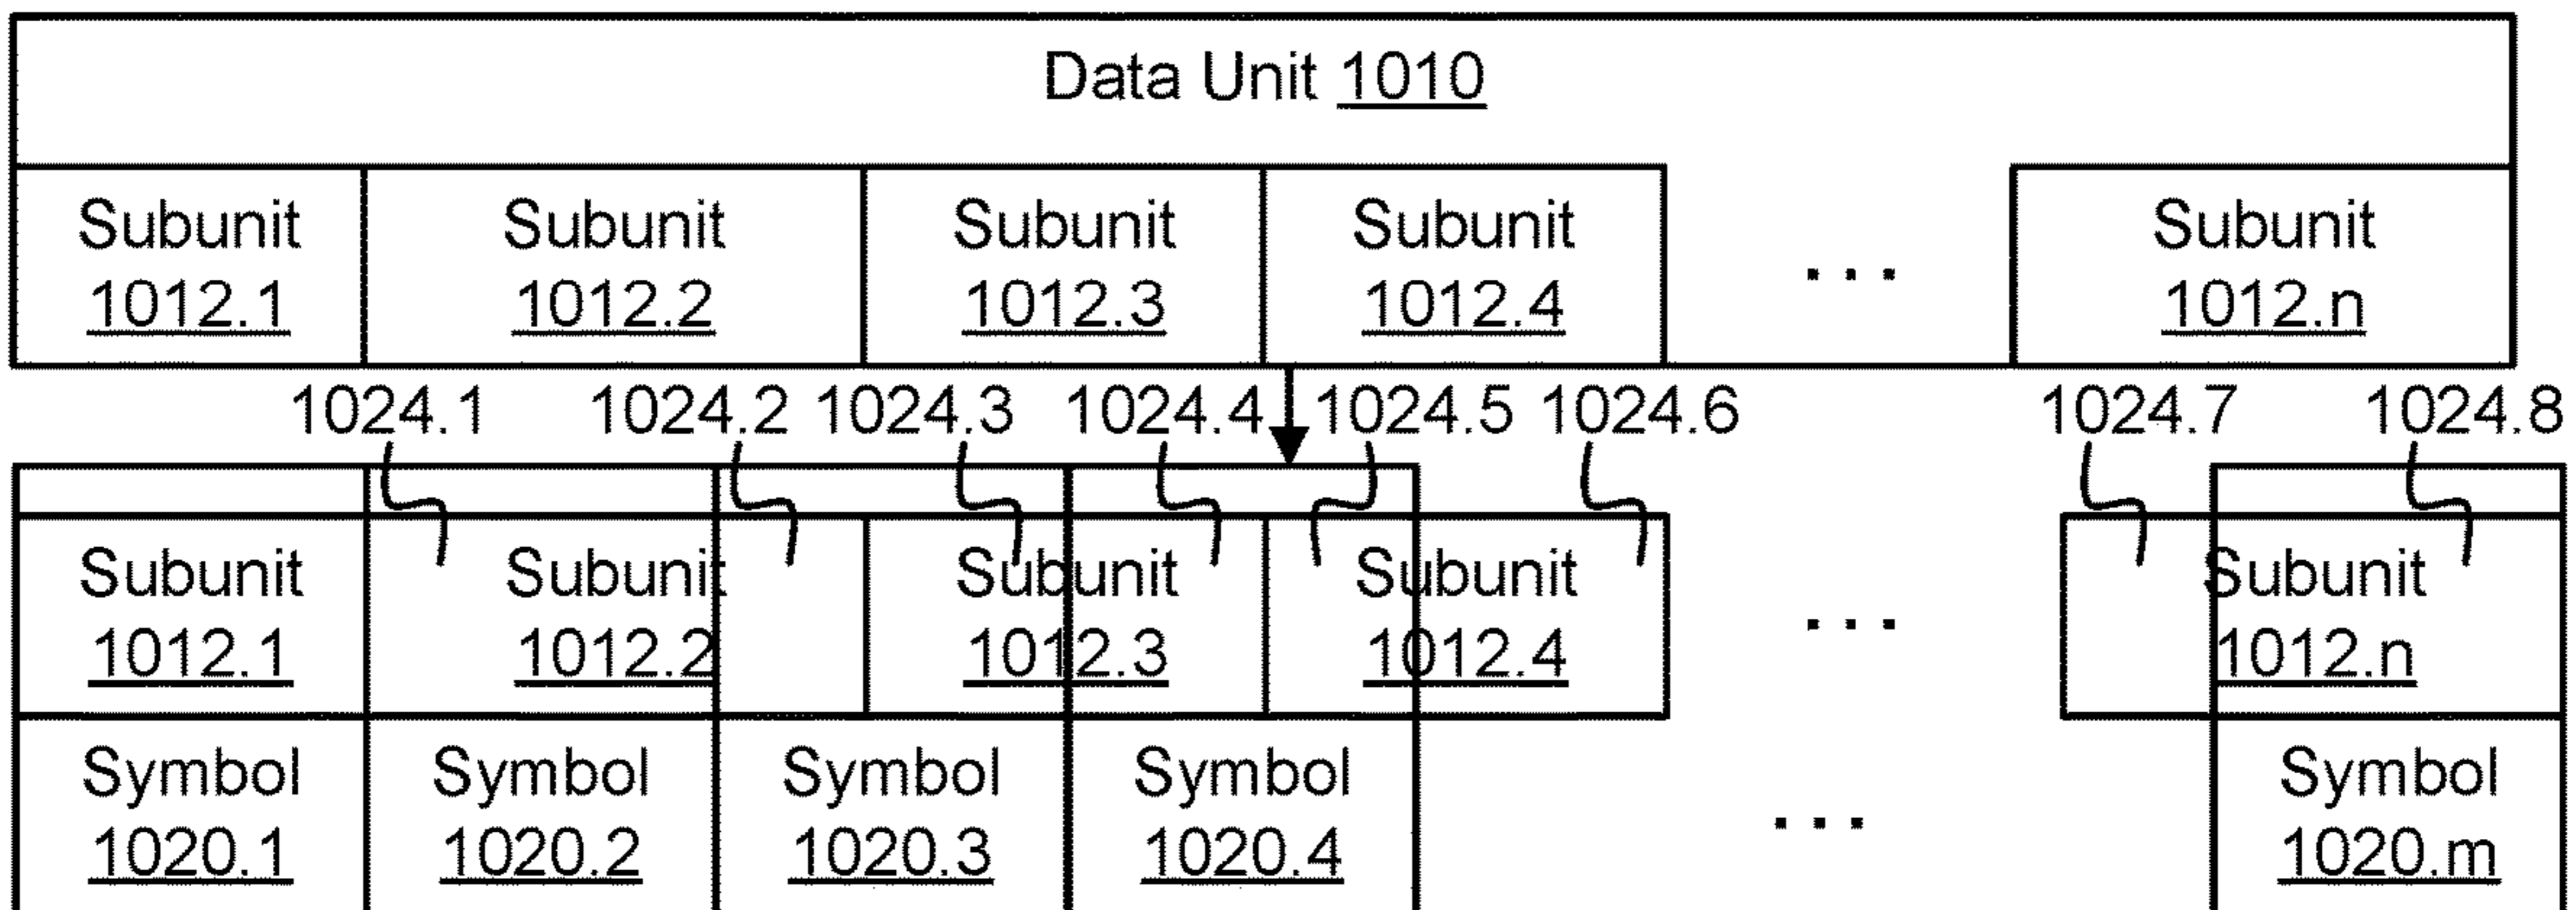 Data Unit 1010
Subunit Subunit Subunit Subunit Subunit
1012.1 1012.2 1012.3 1012.4 ... 1012.n
1024.1 1024.2 1024.3 1024.4 1024.5 1024.6 1024.7 1024.8
Subunit Subunit Subunit Subunit Subunit
1012.1 1012.2 1012.3 1012.4 ... 1012.n
Symbol Symbol Symbol Symbol Symbol
1020.1 1020.2 1020.3 1020.4 ... 1020.m